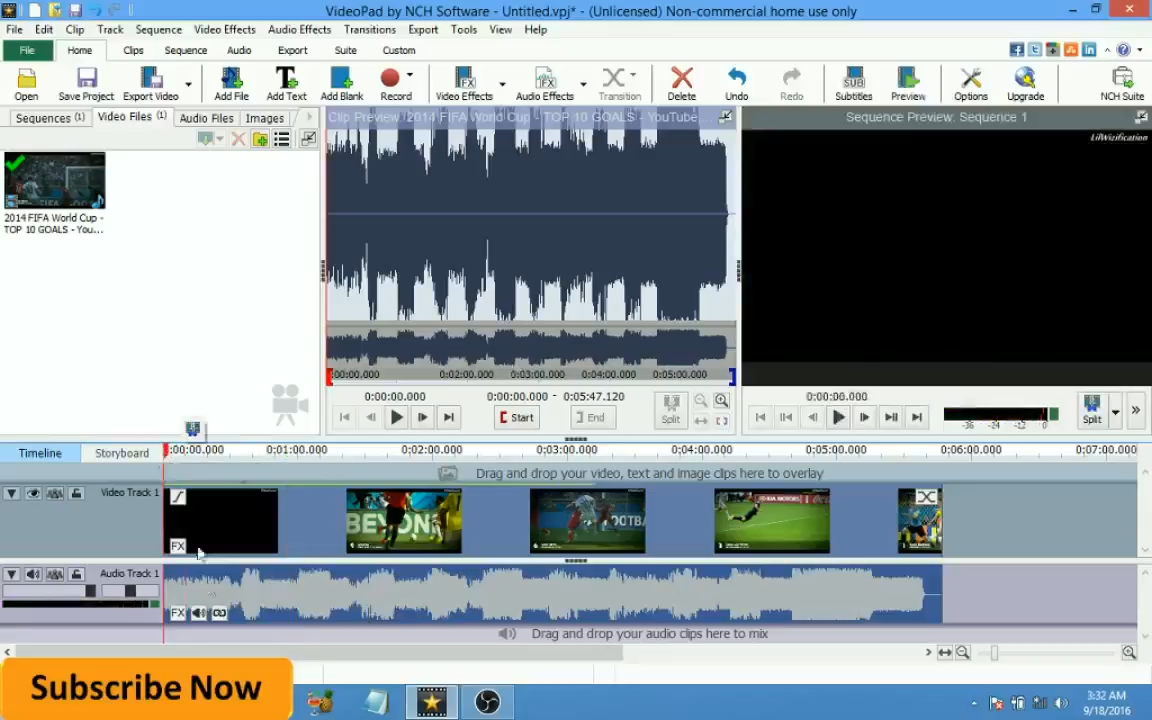 VideoPad by NCH Software - Untitled.vpj* - (Unlicensed) Non-commercial home use only
File Edit Clip Track Sequence Video Effects Audio Effects Transitions Export Tools View Help
File Home Clips Sequence Audio Export Suite Custom
Open Save Project Export Video Add File Add Text Add Blank Record Video Effects Audio Effects Transition Delete Undo Redo Subtitles Preview Options Upgrade NCH Suite
Sequences (1) Video Files (1) Audio Files Images
Clip Preview: 2014 FIFA World Cup - TOP 10 GOALS - YouTube...
Sequence Preview: Sequence 1
LilWizification
2014 FIFA World Cup -
TOP 10 GOALS - You...
:00:00.000 0:02:00.000 0:03:00.000 0:04:00.000 0:05:00.000
0:00:00.000 0:00:00.000 - 0:05:47.120
Start End Split
0:00:00.000
-36 -24 -12 0
Split
Timeline Storyboard
:00:00.000 0:01:00.000 0:02:00.000 0:03:00.000 0:04:00.000 0:05:00.000 0:06:00.000 0:07:00.000
Drag and drop your video, text and image clips here to overlay
Video Track 1
FX
BEYON
Audio Track 1
FX
Drag and drop your audio clips here to mix
Subscribe Now
3:32 AM
9/18/2016